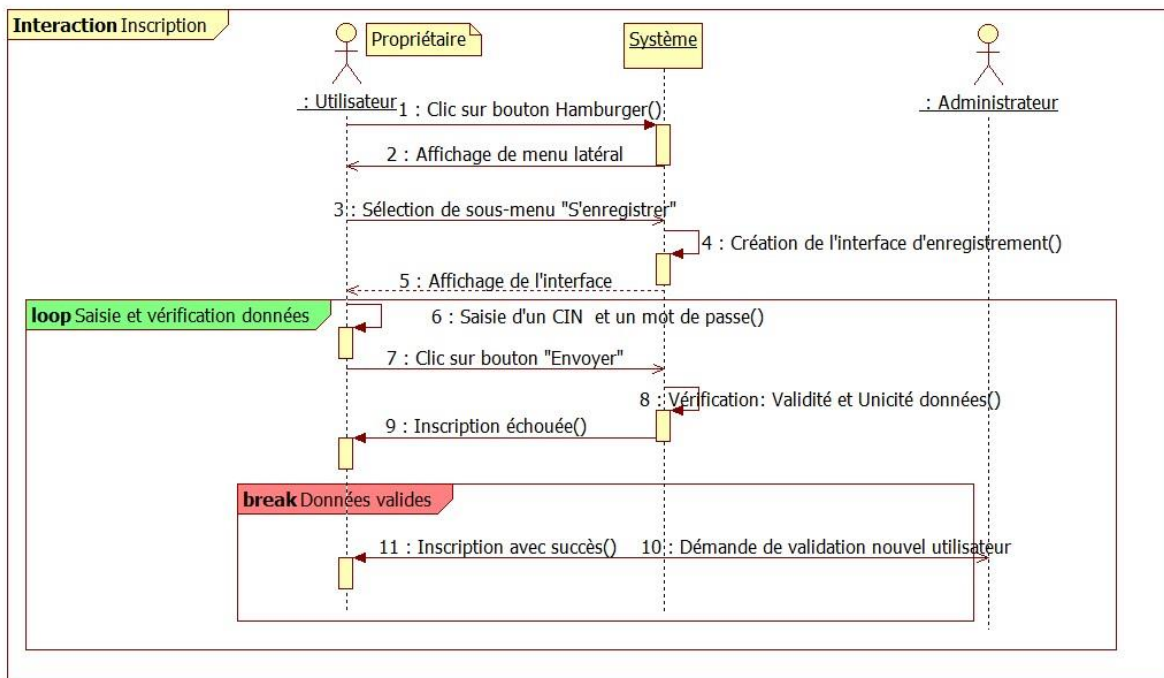 Interaction Inscription
Propriétaire
Système
: Utilisateur
: Administrateur
1 : Clic sur bouton Hamburger()
2 : Affichage de menu latéral
3 : Sélection de sous-menu "S'enregistrer"
4 : Création de l'interface d'enregistrement()
5 : Affichage de l'interface
loop Saisie et vérification données
6 : Saisie d'un CIN et un mot de passe()
7 : Clic sur bouton "Envoyer"
8 : Vérification: Validité et Unicité données()
9 : Inscription échouée()
break Données valides
11 : Inscription avec succès()
10 : Démande de validation nouvel utilisateur